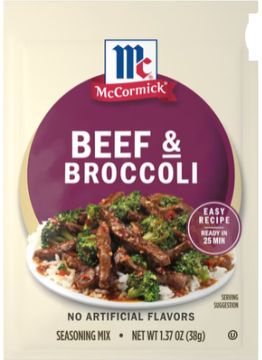 Mc
McCormick®
BEEF &
BROCCOLI
EASY
RECIPE
READY IN
25 MIN
SERVING
SUGGESTION
NO ARTIFICIAL FLAVORS
SEASONING MIX • NET WT 1.37 OZ (38g)
U